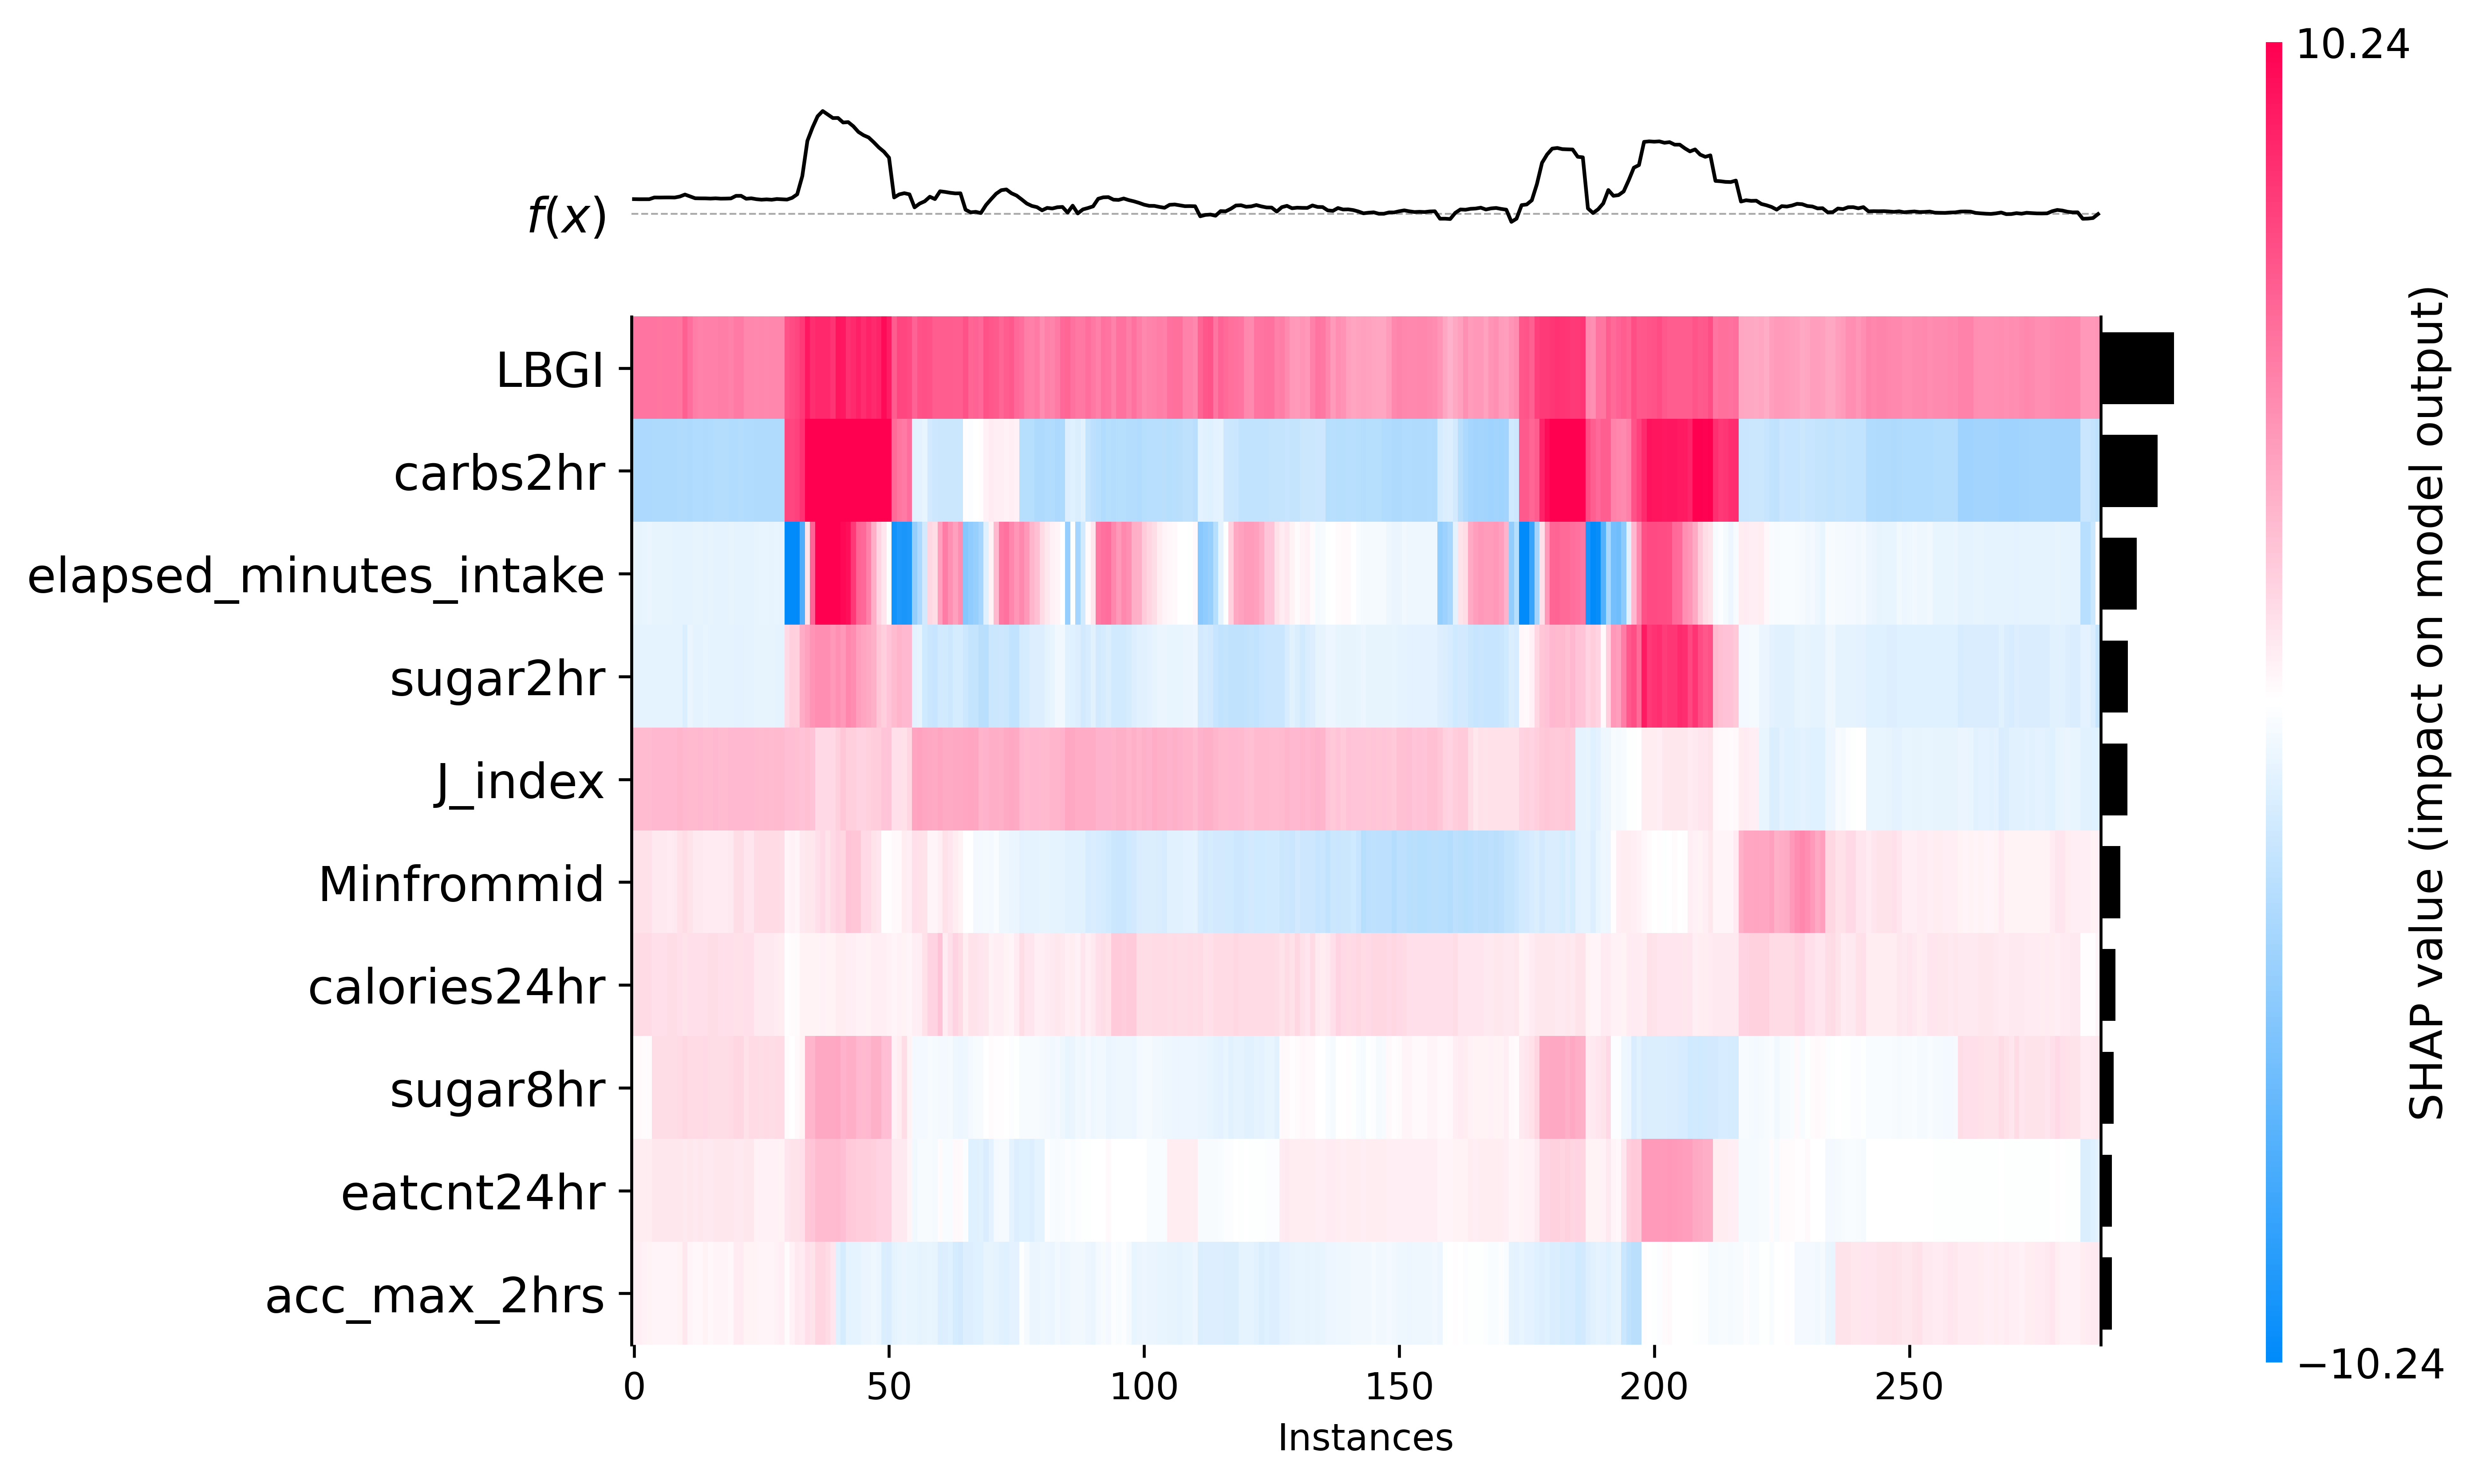 10.24
f(x)
LBGI
carbs2hr
elapsed_minutes_intake
sugar2hr
J_index
Minfrommid
calories24hr
sugar8hr
eatcnt24hr
acc_max_2hrs
0 50 100 150 200 250
Instances
−10.24
SHAP value (impact on model output)